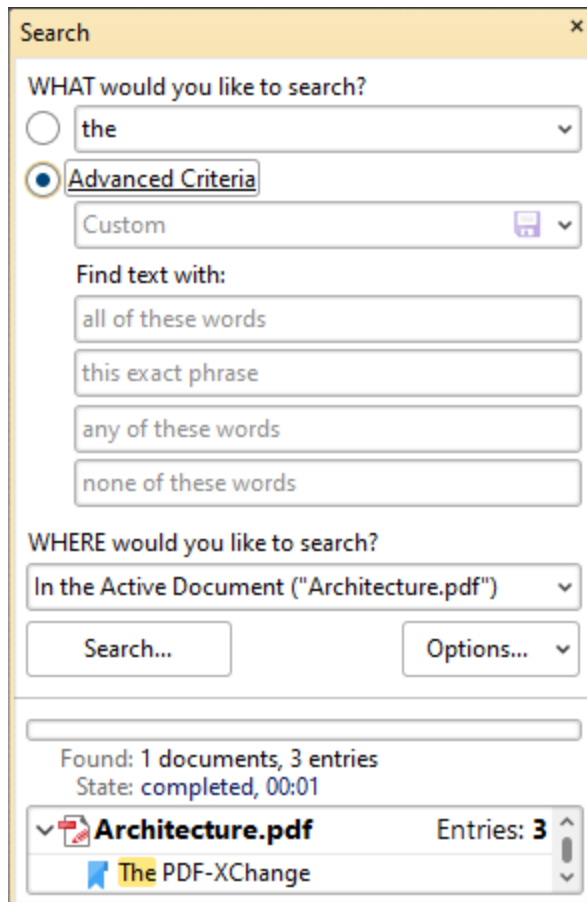 Search
WHAT would you like to search?
the
Advanced Criteria
Custom
Find text with:
all of these words
this exact phrase
any of these words
none of these words
WHERE would you like to search?
In the Active Document ("Architecture.pdf")
Search... Options...
Found: 1 documents, 3 entries
State: completed, 00:01
Architecture.pdf Entries: 3
The PDF-XChange